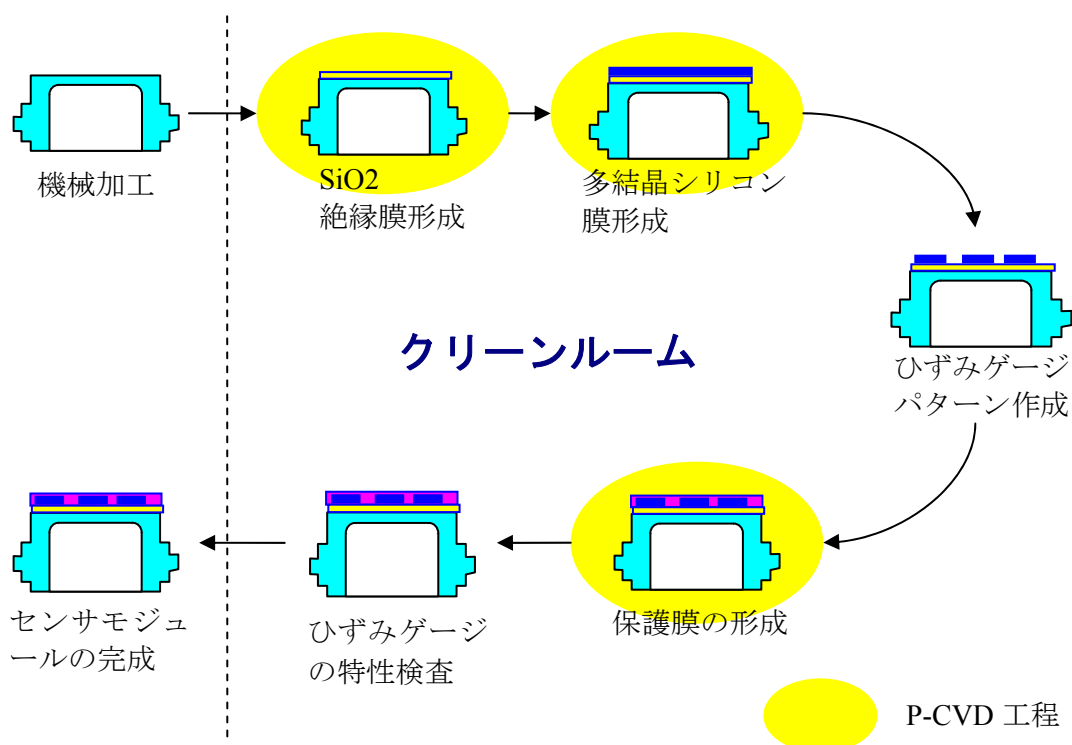 機械加工
SiO2
絶縁膜形成
多結晶シリコン
膜形成
ひずみゲージ
パターン作成
クリーンルーム
保護膜の形成
ひずみゲージ
の特性検査
センサモジュ
ールの完成
P-CVD 工程